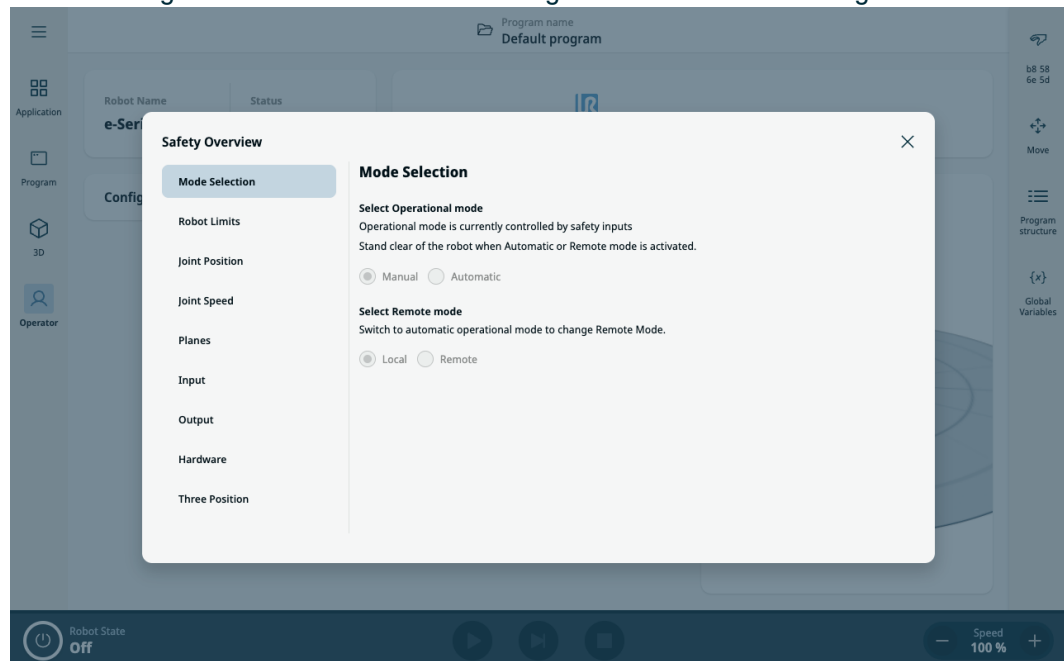 Program name
Default program
b8 58
6e 5d
Application
Robot Name
Status
e-Seri
Move
Safety Overview
Mode Selection
Mode Selection
Program
Config
Select Operational mode
Operational mode is currently controlled by safety inputs
Stand clear of the robot when Automatic or Remote mode is activated.
Robot Limits
Program
structure
3D
Joint Position
Manual
Automatic
Joint Speed
Select Remote mode
Switch to automatic operational mode to change Remote Mode.
{x}
Global
Variables
Operator
Planes
Local
Remote
Input
Output
Hardware
Three Position
Robot State
Off
Speed
100 %